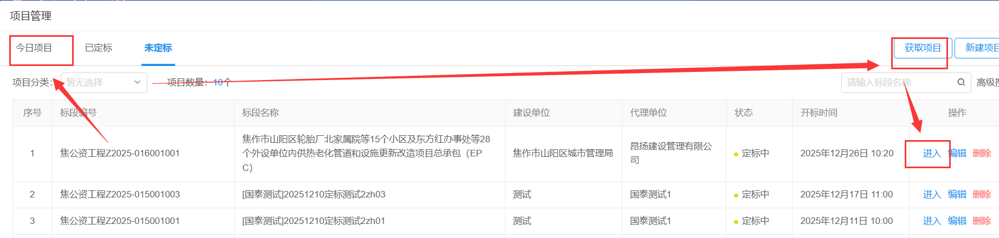 项目管理
今日项目 已定标 未定标 获取项目 新建项目
项目分类： 暂无选择 项目数量：10个 请输入标段名称 高级搜
序号 标段编号 标段名称 建设单位 代理单位 状态 开标时间 操作
1 焦公资工程Z2025-016001001 焦作市山阳区轮胎厂北家属院等15个小区及东方红办事处等28
个外设单位内供热老化管道和设施更新改造项目总承包（EP
C） 焦作市山阳区城市管理局 昂扬建设管理有限公
司 定标中 2025年12月26日 10:20 进入 编辑 删除
2 焦公资工程Z2025-015001003 [国泰测试]20251210定标测试2zh03 测试 国泰测试1 定标中 2025年12月17日 11:00 进入 编辑 删除
3 焦公资工程Z2025-015001001 [国泰测试]20251210定标测试2zh01 测试 国泰测试1 定标中 2025年12月11日 10:00 进入 编辑 删除